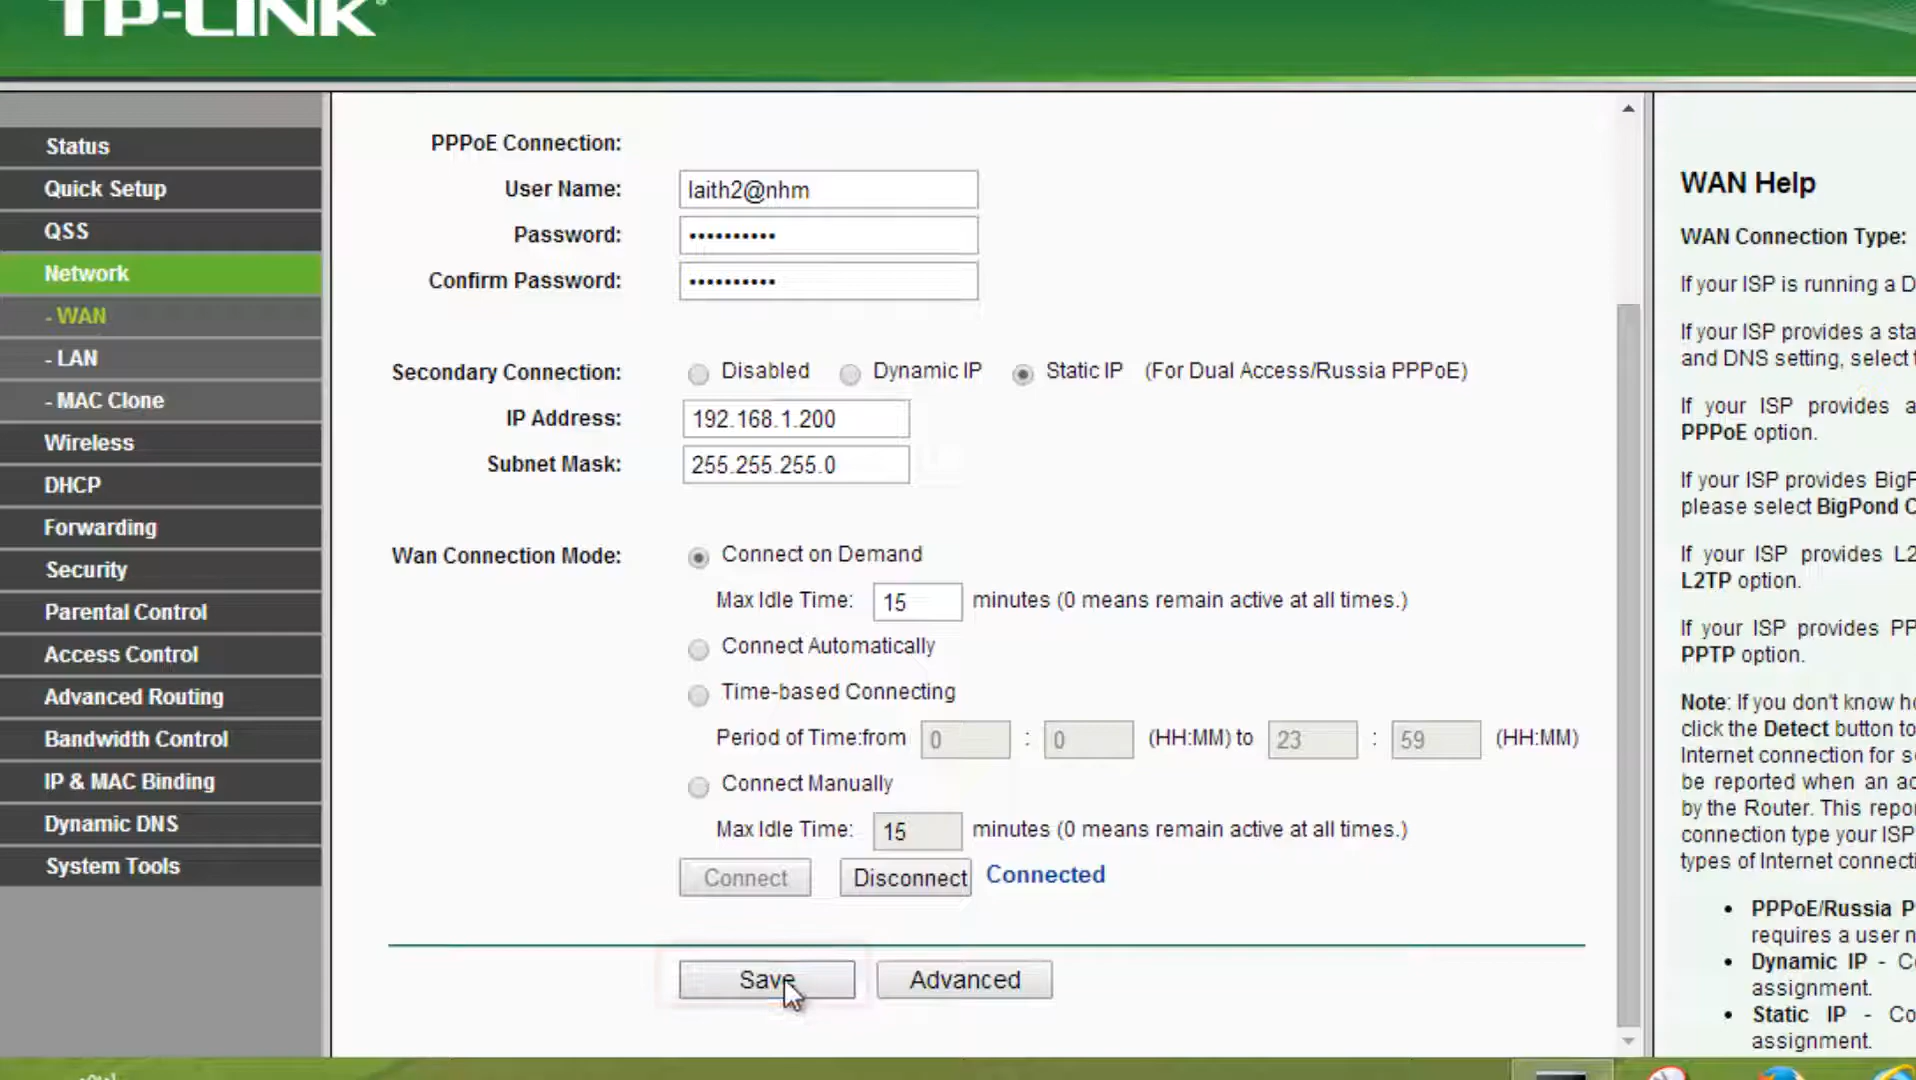 TP-LINK
Status
Quick Setup
QSS
Network
- WAN
- LAN
- MAC Clone
Wireless
DHCP
Forwarding
Security
Parental Control
Access Control
Advanced Routing
Bandwidth Control
IP & MAC Binding
Dynamic DNS
System Tools
PPPoE Connection:
User Name: laith2@nhm
Password: ••••••••••
Confirm Password: ••••••••••
Secondary Connection: Disabled Dynamic IP Static IP (For Dual Access/Russia PPPoE)
IP Address: 192.168.1.200
Subnet Mask: 255.255.255.0
Wan Connection Mode: Connect on Demand
Max Idle Time: 15 minutes (0 means remain active at all times.)
Connect Automatically
Time-based Connecting
Period of Time:from 0 : 0 (HH:MM) to 23 : 59 (HH:MM)
Connect Manually
Max Idle Time: 15 minutes (0 means remain active at all times.)
Connect Disconnect Connected
Save Advanced
WAN Help
WAN Connection Type:
If your ISP is running a
If your ISP provides a
and DNS setting, select
If your ISP provides
PPPoE option.
If your ISP provides
please select BigPond
If your ISP provides
L2TP option.
If your ISP provides
PPTP option.
Note: If you don't know
click the Detect button to
Internet connection for
be reported when an
by the Router. This
connection type your ISP
types of Internet
• PPPoE/Russia
requires a user
• Dynamic IP -
assignment.
• Static IP -
assignment.